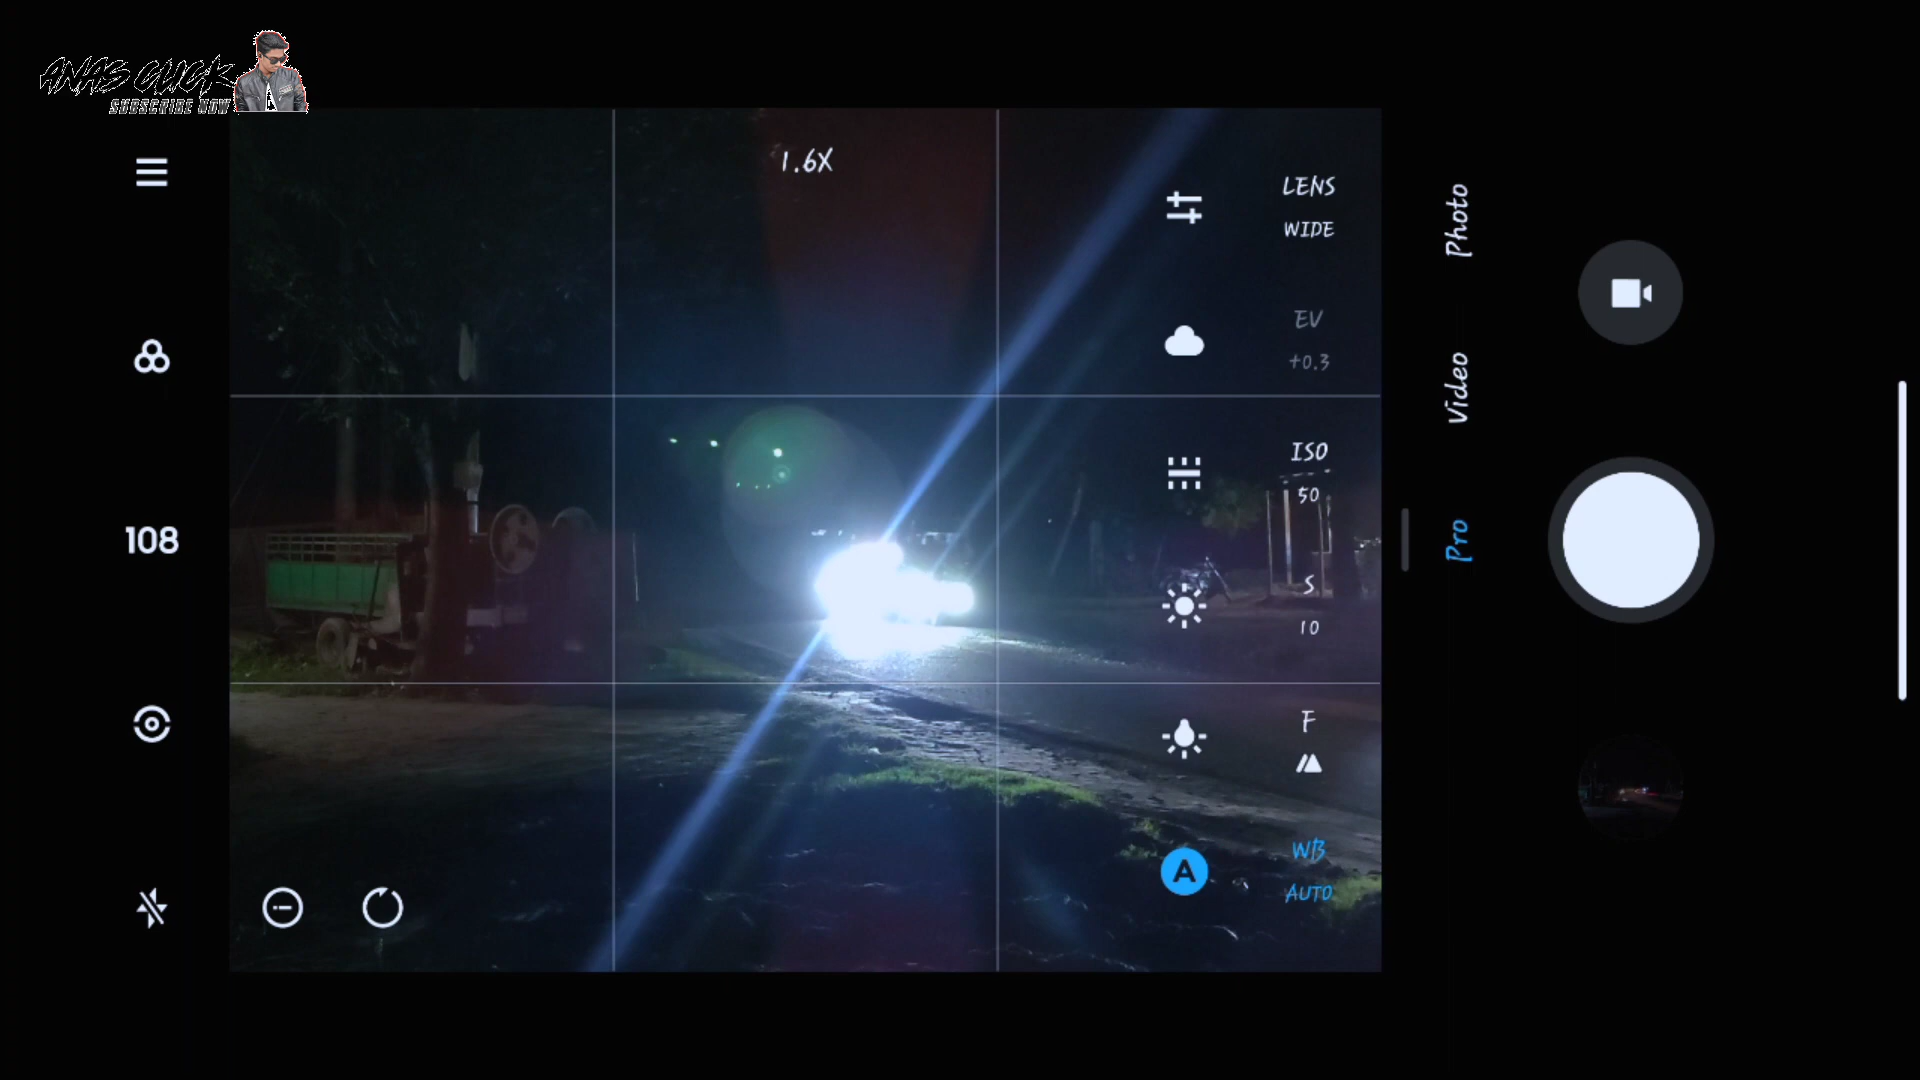 ANAS CLICK
SUBSCRIBE NOW
1.6X
LENS
WIDE
EV
+0.3
ISO
50
S
10
F
WB
A
AUTO
108
Photo
Video
Pro